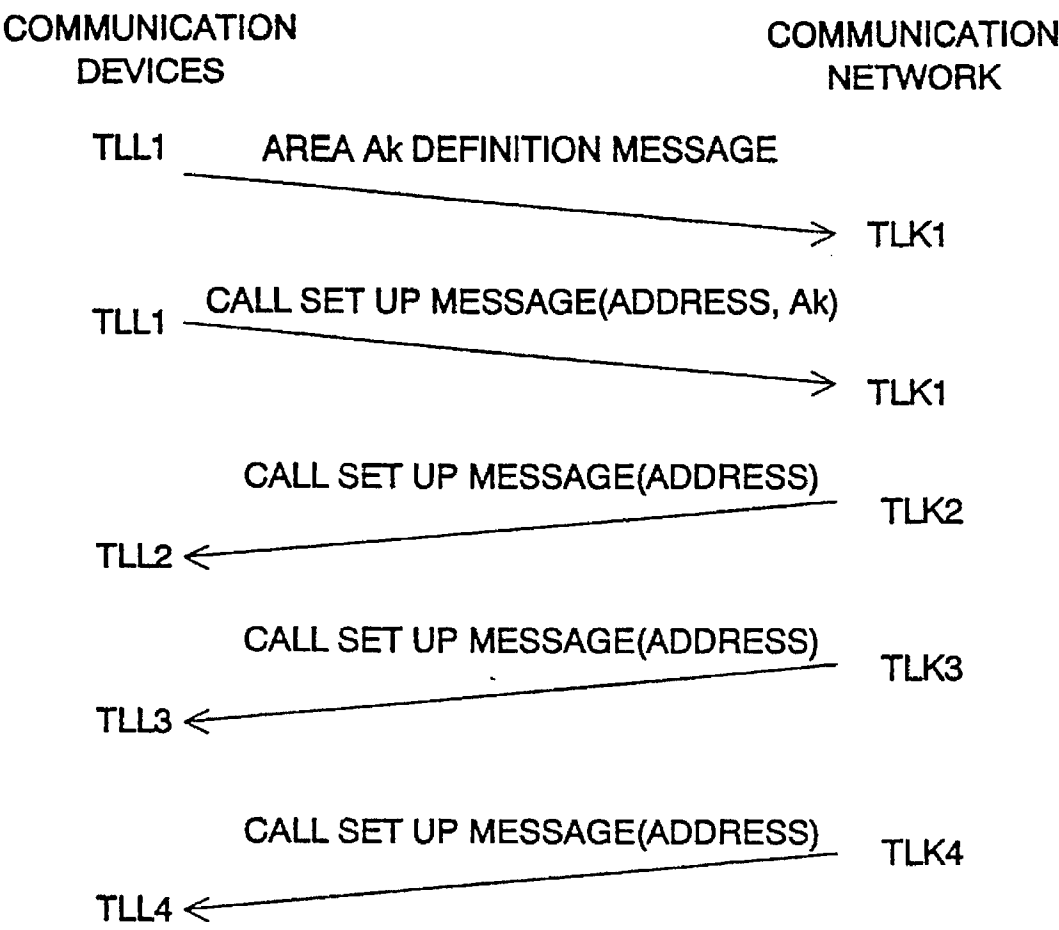 COMMUNICATION
DEVICES
COMMUNICATION
NETWORK
TLL1
AREA Ak DEFINITION MESSAGE
TLK1
CALL SET UP MESSAGE(ADDRESS, Ak)
TLL1
TLK1
CALL SET UP MESSAGE(ADDRESS)
TLK2
TLL2
CALL SET UP MESSAGE(ADDRESS)
TLK3
TLL3
CALL SET UP MESSAGE(ADDRESS)
TLK4
TLL4